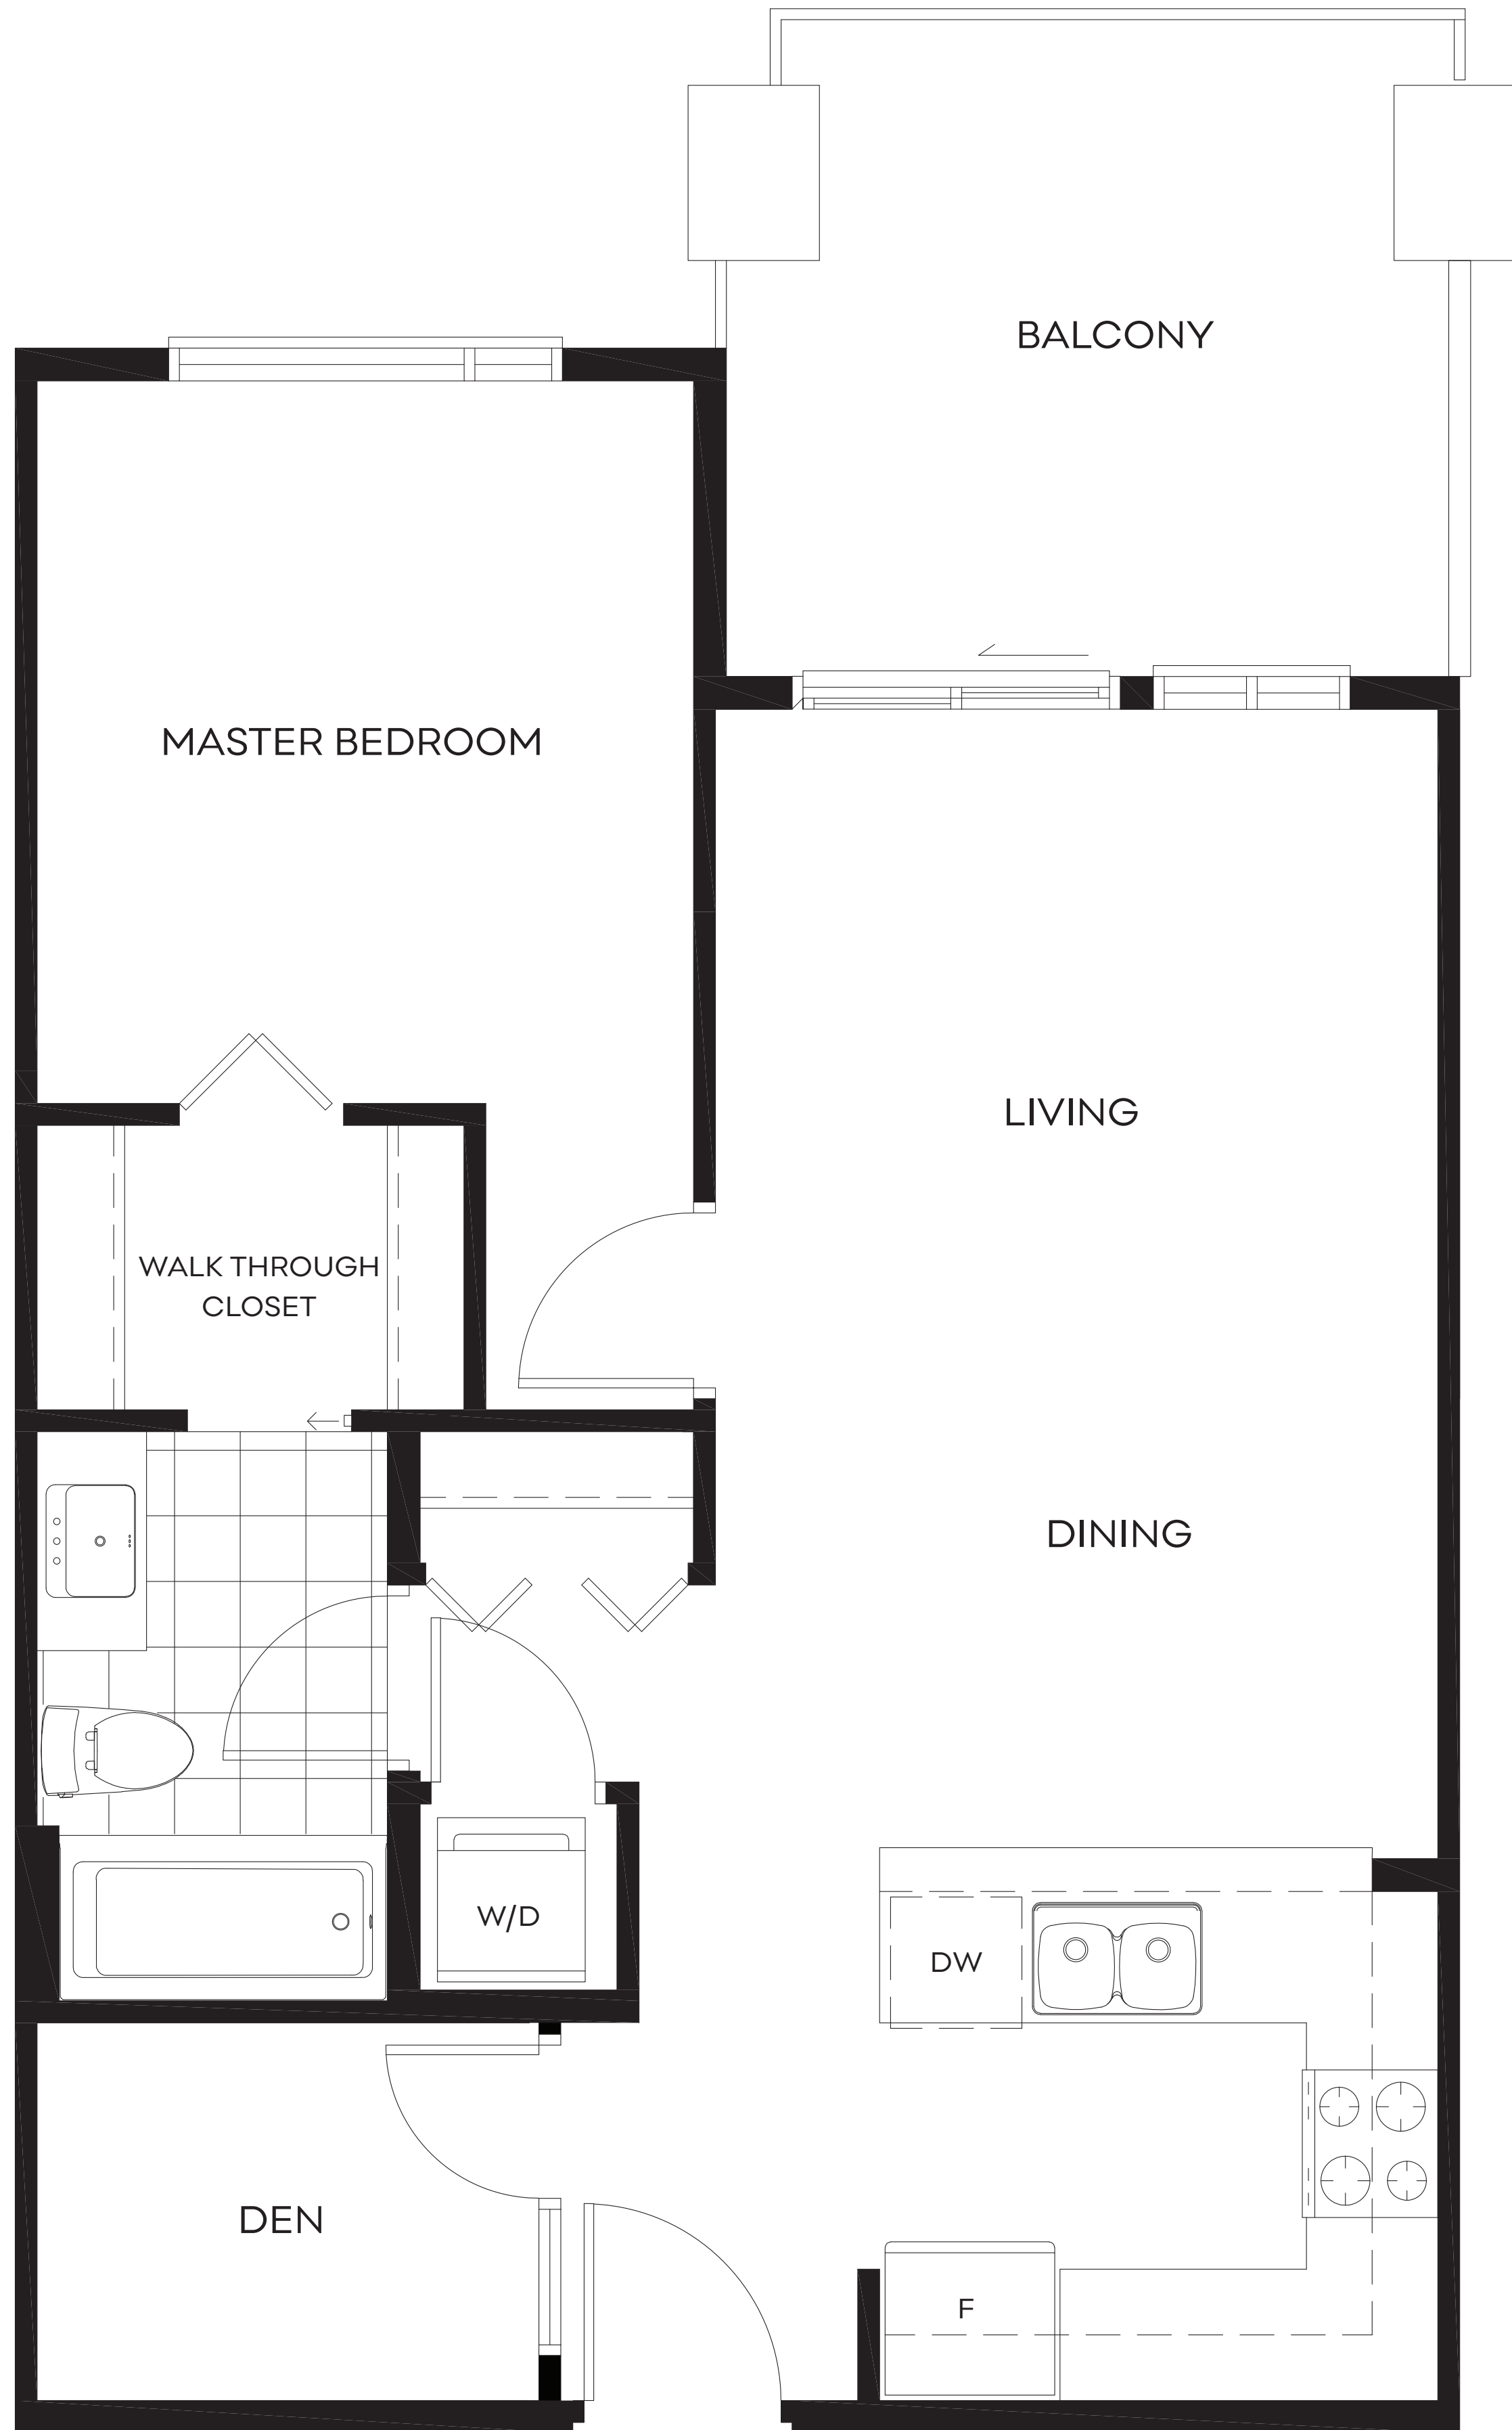 BALCONY
MASTER BEDROOM
LIVING
WALK THROUGH
CLOSET
DINING
W/D
DW
DEN
F